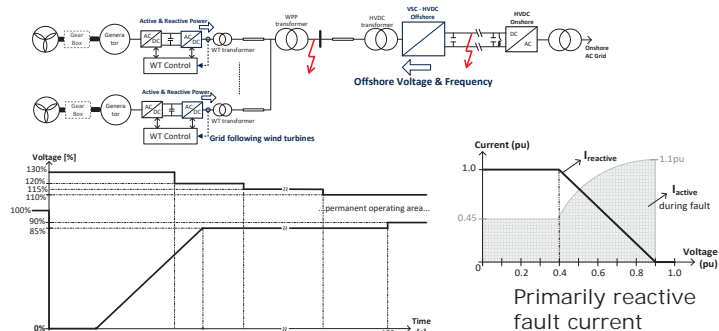 Active & Reactive Power
WPP
transformer
HVDC
transformer
VSC - HVDC
Offshore
HVDC
Onshore
Gear
Box
Genera
tor
AC
DC
AC
DC
WT transformer
WT Control
DC
AC
Onshore
AC Grid
Offshore Voltage & Frequency
Active & Reactive Power
Gear
Box
Genera
tor
AC
DC
AC
DC
WT transformer
WT Control
Grid following wind turbines
Voltage [%]
130%
120%
115%
110%
100%
90%
85%
0%
...permanent operating area...
Time
Current (pu)
1.0
0.45
0
0.2
0.4
0.6
0.8
1.0
Ireactive
1.1pu
Iactive
during fault
Voltage
(pu)
Primarily reactive
fault current